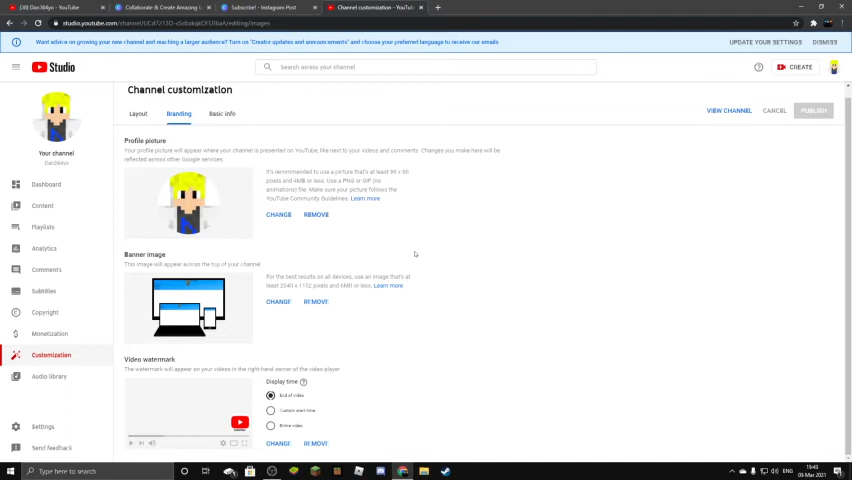 Collaborate & Create Amazing G
Subscribe! - Instagram Post
Channel customization - YouTu
studio.youtube.com/channel/
/editing/images
Want advice on growing your new channel and reaching a larger audience? Turn on "Creator updates and announcements" and choose your preferred language to receive our emails
UPDATE YOUR SETTINGS
DISMISS
Studio
Search across your channel
CREATE
Channel customization
Layout
Branding
Basic info
VIEW CHANNEL
CANCEL
PUBLISH
Your channel
Dashboard
Content
Playlists
Analytics
Comments
Subtitles
Copyright
Monetization
Customization
Audio library
Settings
Send feedback
Profile picture
Your profile picture will appear where your channel is presented on YouTube, like next to your videos and comments. Changes you make here will be
reflected across other Google services.
It's recommended to use a picture that's at least 98 x 98
pixels and 4MB or less. Use a PNG or GIF (no
animations) file. Make sure your picture follows the
YouTube Community Guidelines. Learn more
CHANGE
REMOVE
Banner image
This image will appear across the top of your channel
For the best results on all devices, use an image that's at
least 2048 x 1152 pixels and 6MB or less. Learn more
CHANGE
REMOVE
Video watermark
The watermark will appear on your videos in the right-hand corner of the video player
Display time
End of video
Custom start time
Entire video
CHANGE
REMOVE
Type here to search
ENG
15:43
09 Mar 2021